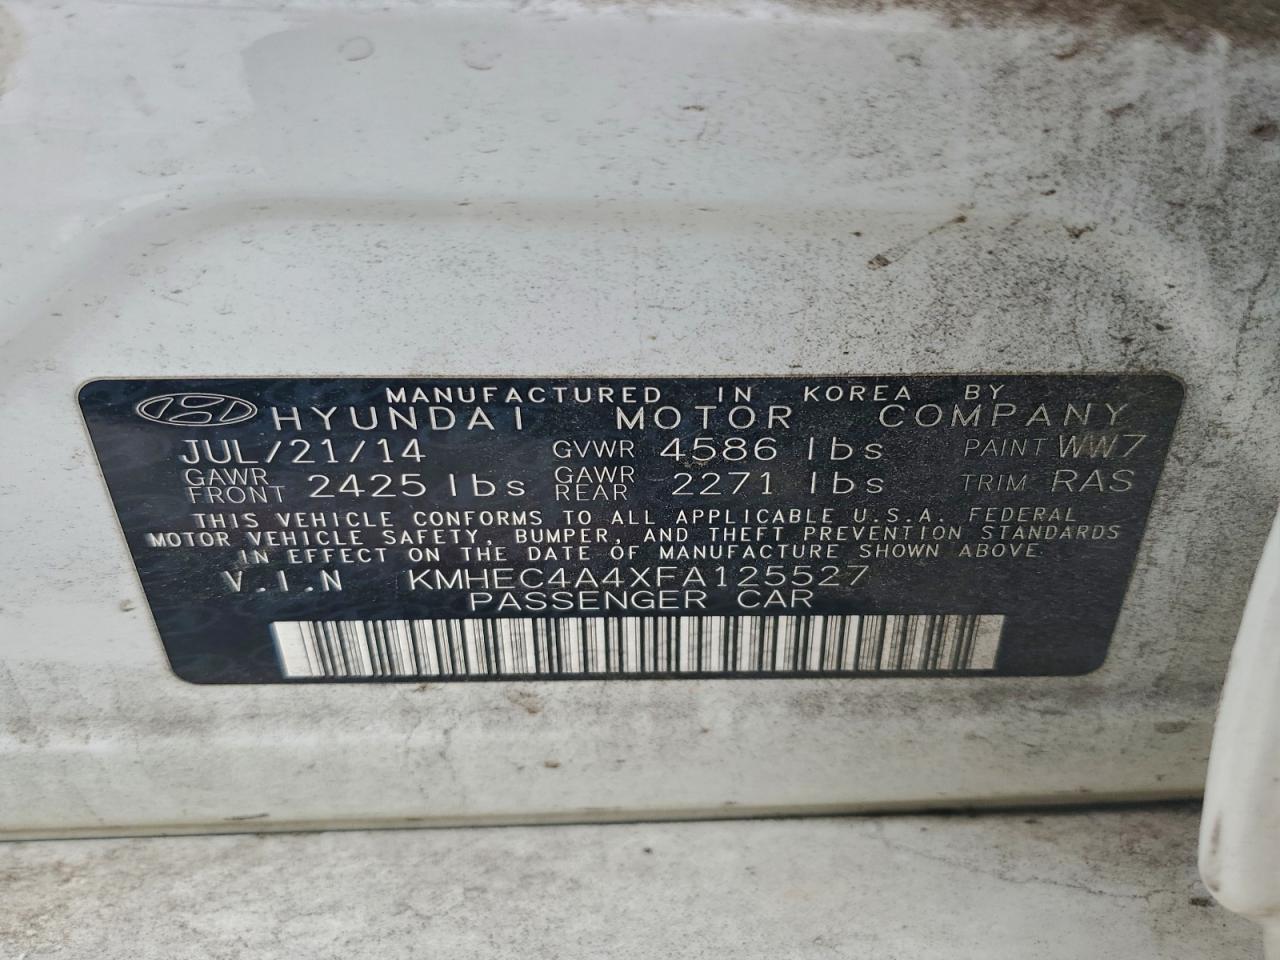 MANUFACTURED IN KOREA BY
HYUNDAI MOTOR COMPANY
JUL/21/14 GVWR 4586 lbs PAINT WW7
GAWR FRONT 2425 lbs GAWR REAR 2271 lbs TRIM RAS
THIS VEHICLE CONFORMS TO ALL APPLICABLE U.S.A. FEDERAL
MOTOR VEHICLE SAFETY, BUMPER, AND THEFT PREVENTION STANDARDS
IN EFFECT ON THE DATE OF MANUFACTURE SHOWN ABOVE.
V.I.N KMHEC4A4XFA125527
PASSENGER CAR